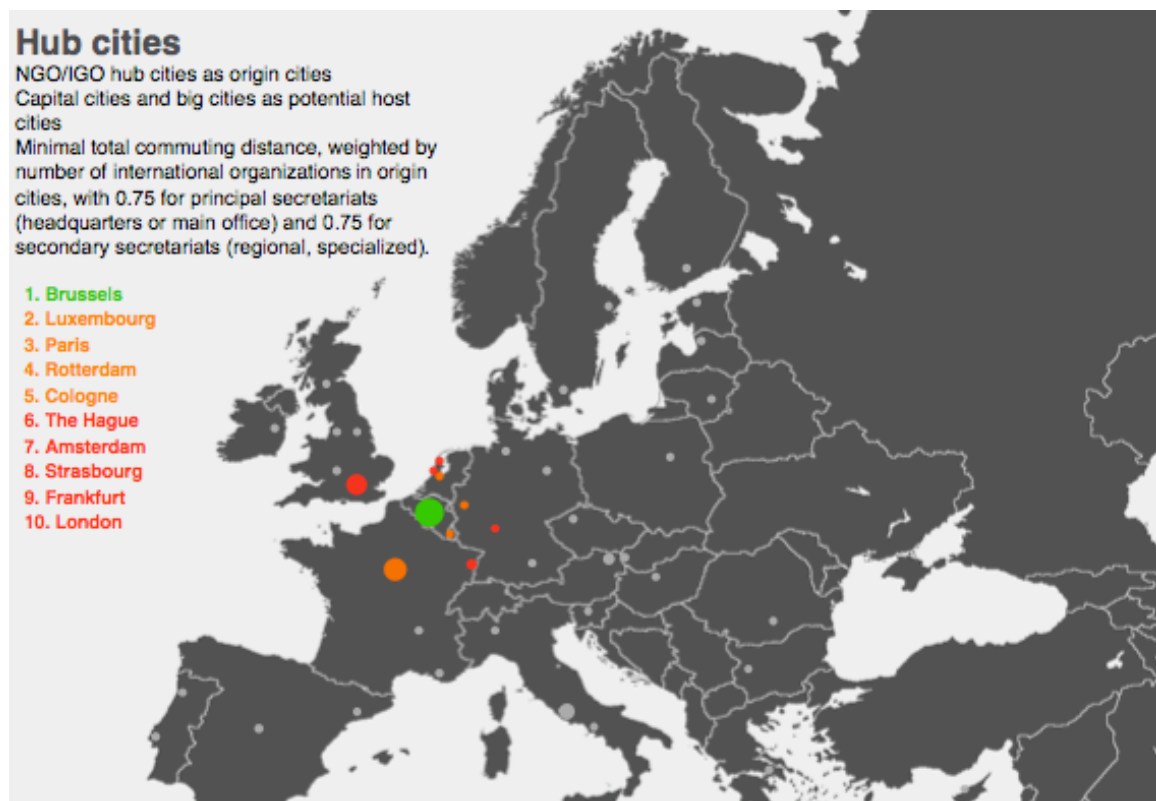 Hub cities
NGO/IGO hub cities as origin cities
Capital cities and big cities as potential host
cities
Minimal total commuting distance, weighted by
number of international organizations in origin
cities, with 0.75 for principal secretariats
(headquarters or main office) and 0.75 for
secondary secretariats (regional, specialized).
1. Brussels
2. Luxembourg
3. Paris
4. Rotterdam
5. Cologne
6. The Hague
7. Amsterdam
8. Strasbourg
9. Frankfurt
10. London